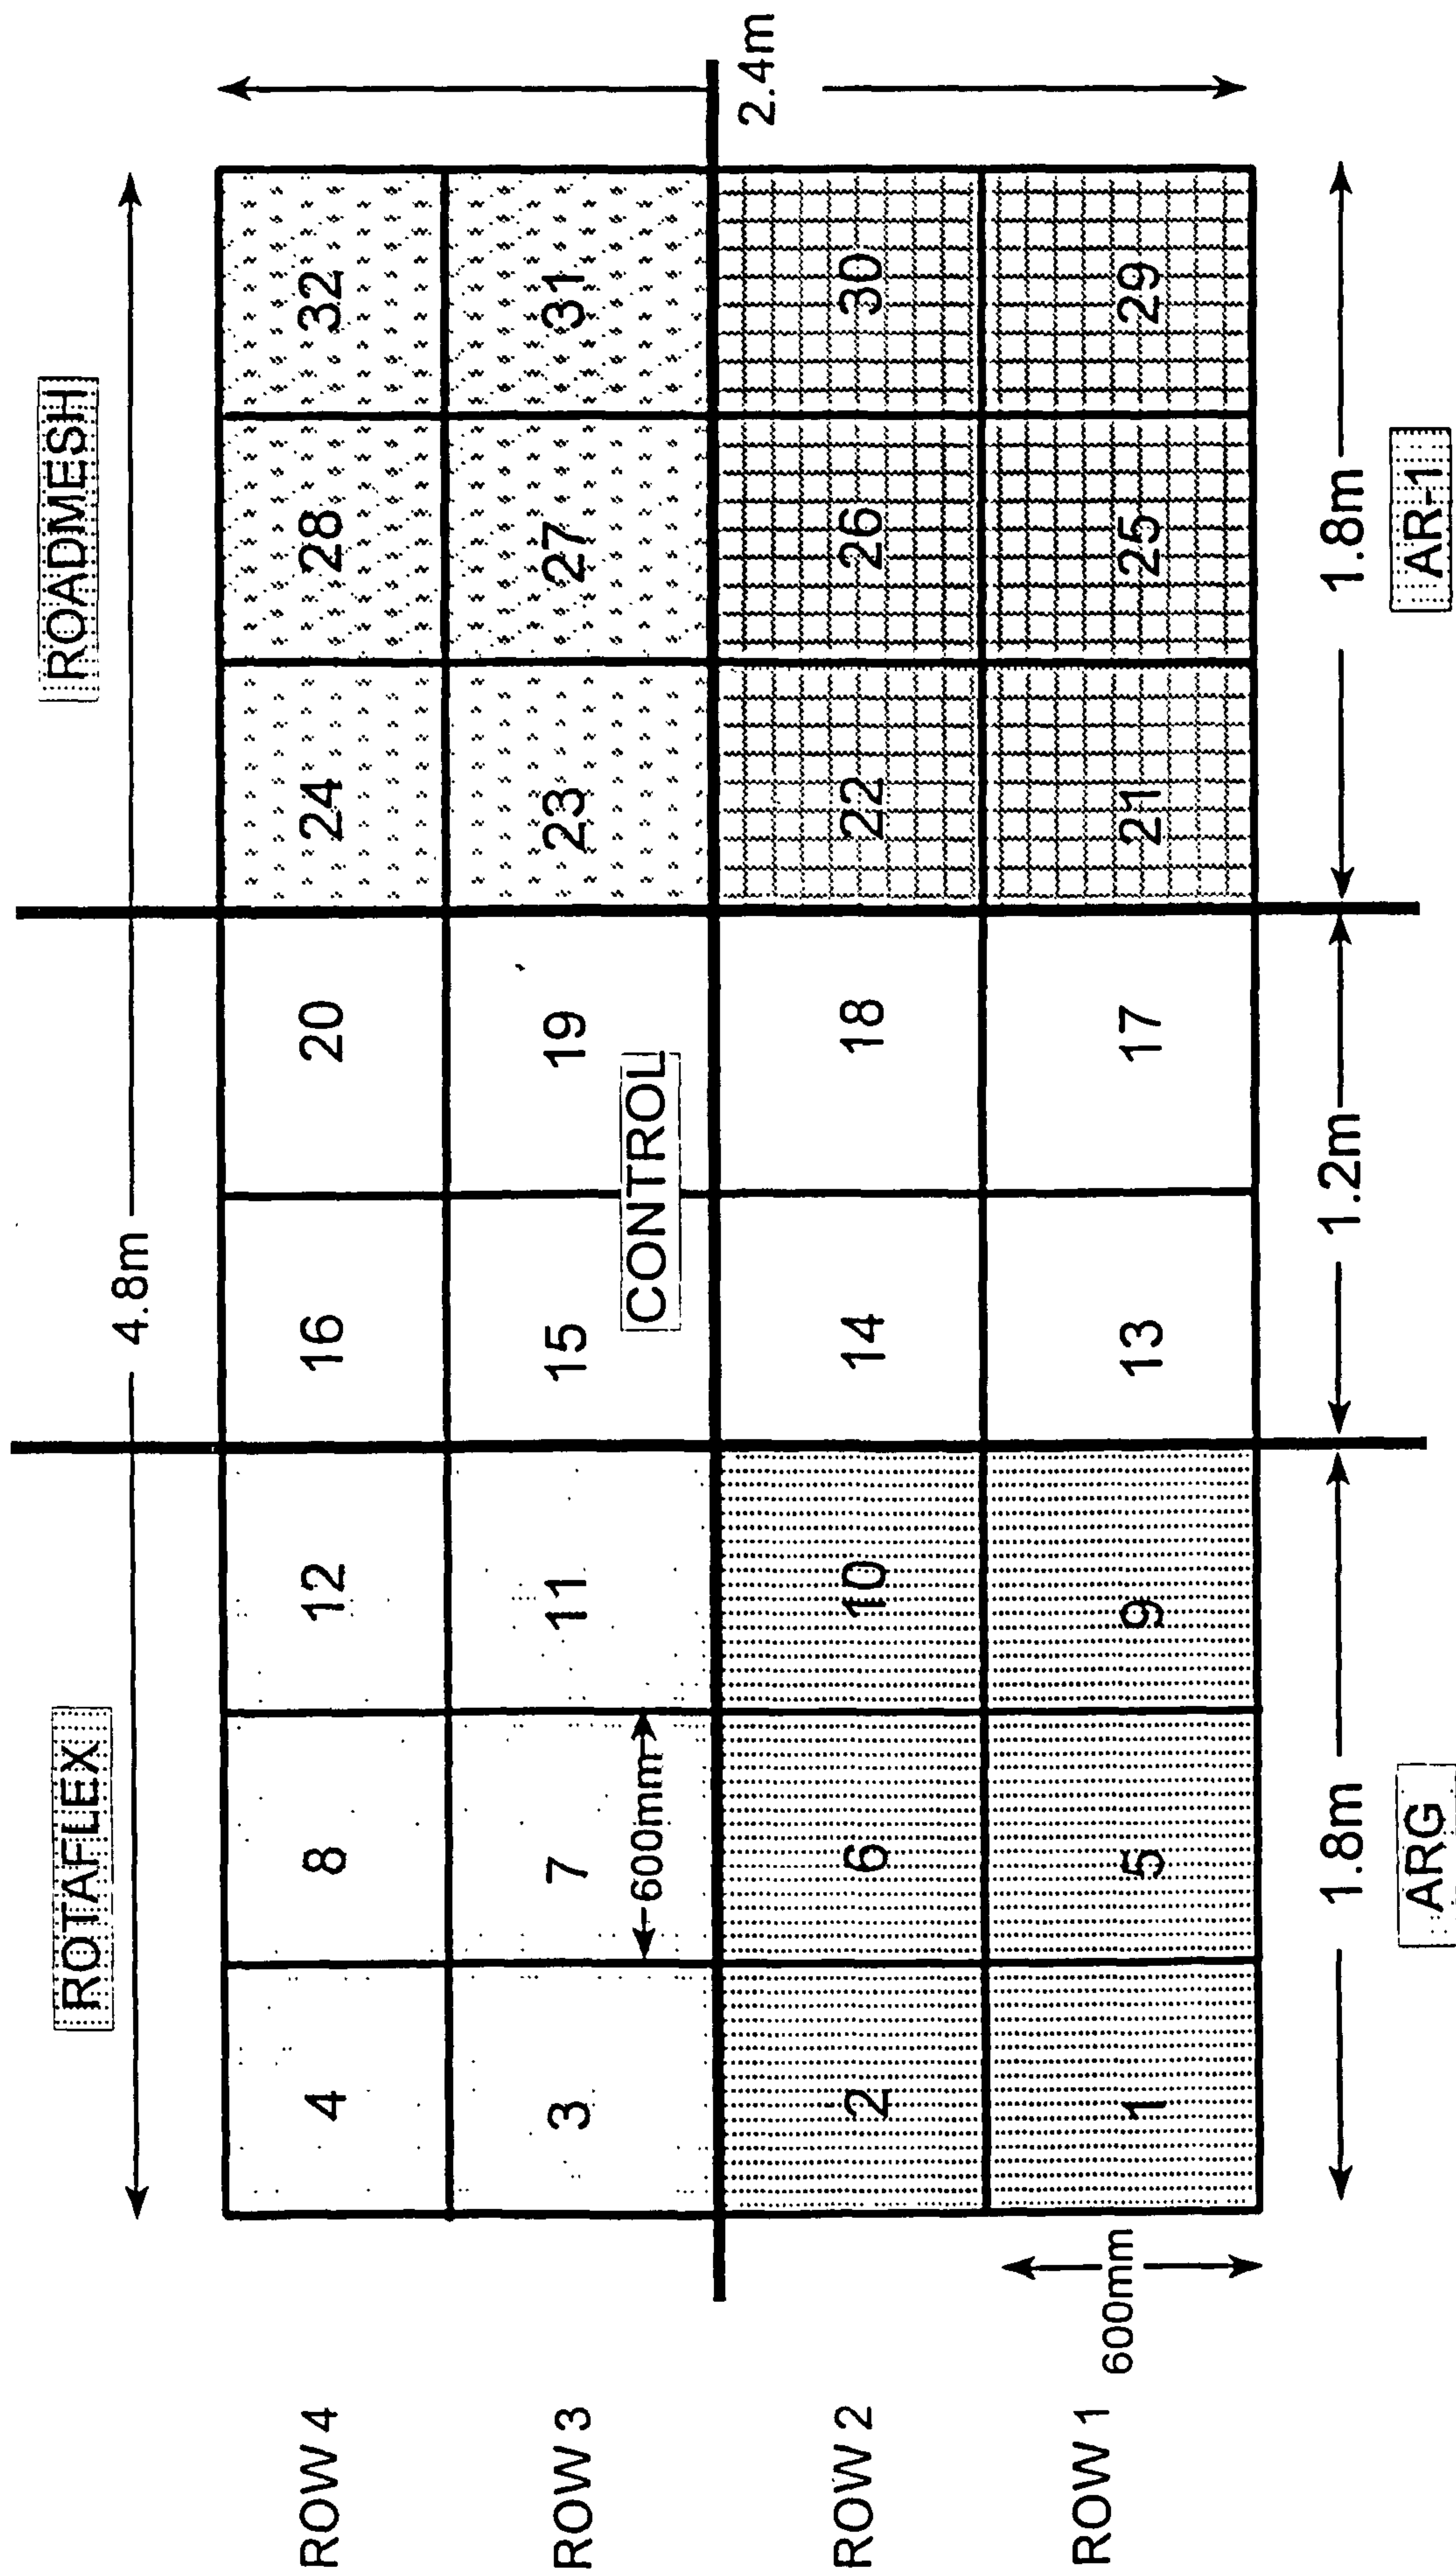 ROTAFLEX
ROADMESH
4.8m
ROW 4
4
8
12
16
20
24
28
32
ROW 3
3
7
11
15
19
23
27
31
600mm
CONTROL
2.4m
ROW 2
2
6
10
14
18
22
26
30
ROW 1
1
5
9
13
17
21
25
29
600mm
1.8m
1.2m
1.8m
ARG
AR-1